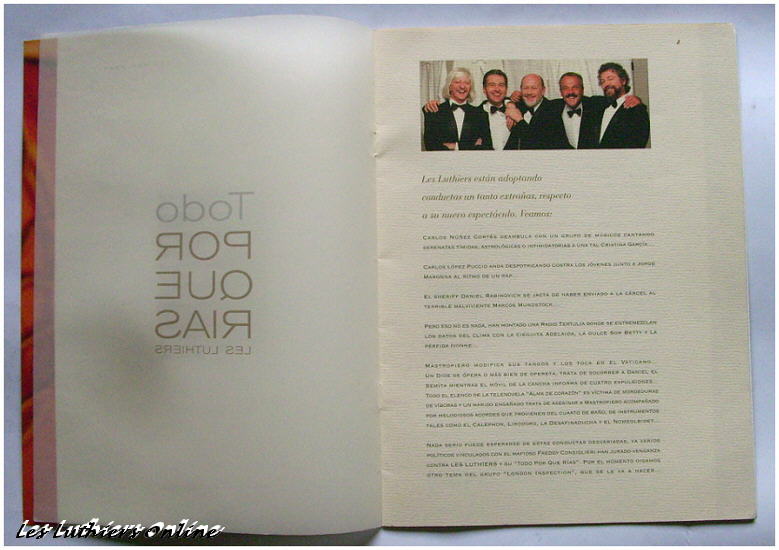 Todo
POR
QUE
RIAS
LES LUTHIERS
Les Luthiers están adoptando
conductas un tanto extrañas, respecto
a su nuevo espectáculo. Veamos:
CARLOS NÚÑEZ CORTÉS DEAMBULA CON UN GRUPO DE MÚSICOS CANTANDO
SERENATAS TÍMIDAS, ASTROLÓGICAS O INTIMIDATORIAS A UNA TAL CRISTINA GARCÍA...
CARLOS LÓPEZ PUCCIO ANDA DESPOTRICANDO CONTRA LOS JÓVENES JUNTO A JORGE
MARONNA AL RITMO DE UN RAP...
EL SHERIFF DANIEL RABINOVICH SE JACTA DE HABER ENVIADO A LA CÁRCEL AL
TERRIBLE MALVIVIENTE MARCOS MUNDSTOCK...
PERO ESO NO ES NADA, HAN MONTADO UNA RADIO TERTULIA DONDE SE ENTREMEZCLAN
LOS DATOS DEL CLIMA CON LA CIEGUITA ADELAIDA, LA DULCE SOR BETTY Y LA
PÉRFIDA IVONNE...
MASTROPIERO MODIFICA SUS TANGOS Y LOS TOCA EN EL VATICANO...
UN DIOS DE ÓPERA O MÁS BIEN DE OPERETA, TRATA DE SOCORRER A DANIEL EL
SEMITA MIENTRAS EL MÓVIL DE LA CANCHA INFORMA DE CUATRO EXPULSIONES...
TODO EL ELENCO DE LA TELENOVELA "ALMA DE CORAZÓN" ES VÍCTIMA DE MORDEDURAS
DE VÍBORAS Y UN MARIDO ENGAÑADO TRATA DE ASESINAR A MASTROPIERO ACOMPAÑADO
POR MELODIOSOS ACORDES QUE PROVIENEN DEL CUARTO DE BAÑO, DE INSTRUMENTOS
TALES COMO EL CALEPHON, LIRODORO, LA DESAFINADUCHA Y EL NOMEOLBIDET...
NADA SERIO PUEDE ESPERARSE DE ESTAS CONDUCTAS DESCARRIADAS, YA VARIOS
POLÍTICOS VINCULADOS CON EL MAFIOSO FREDDY CONSIGLIERI HAN JURADO VENGANZA
CONTRA LES LUTHIERS Y SU "TODO POR QUE RÍAS". POR EL MOMENTO OIGAMOS
OTRO TEMA DEL GRUPO "LONDON INSPECTION", QUE SE LE VA A HACER...
Les Luthiers Online